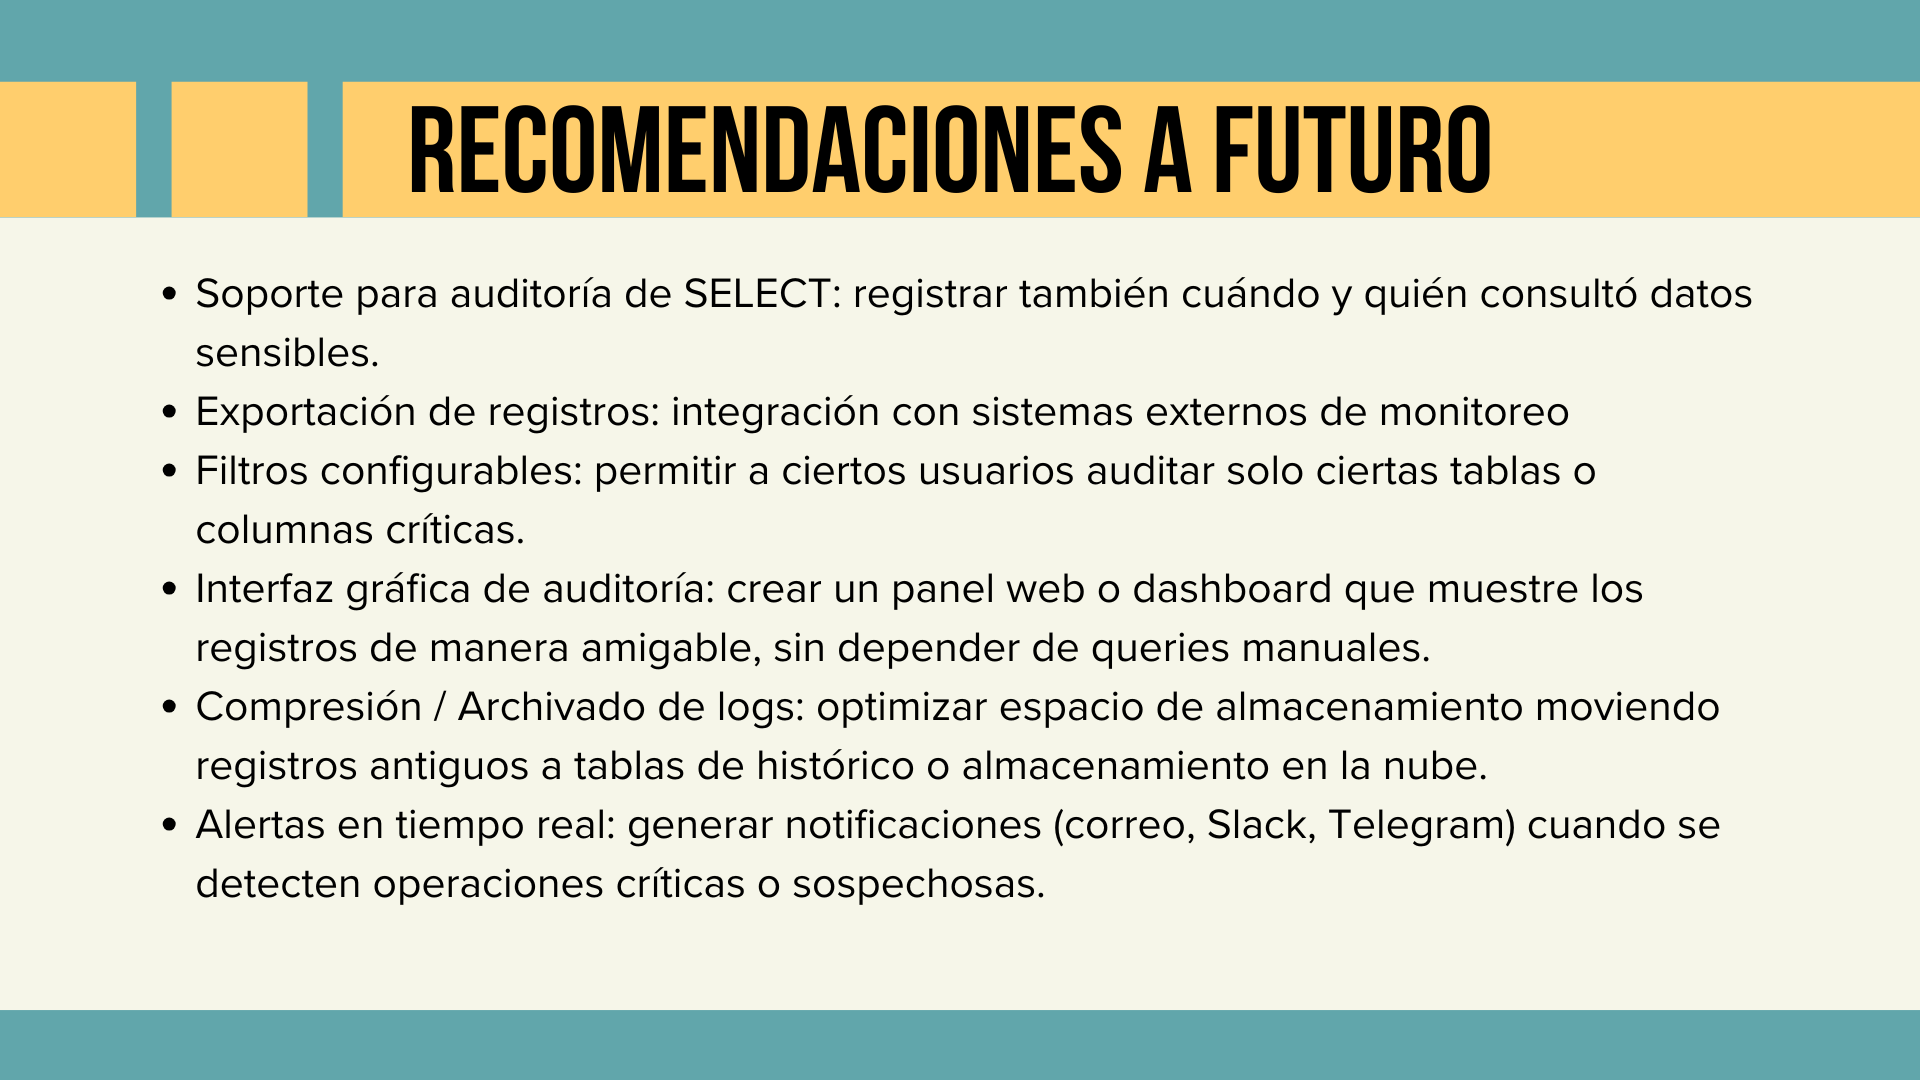 RECOMENDACIONES A FUTURO
• Soporte para auditoría de SELECT: registrar también cuándo y quién consultó datos
sensibles.
• Exportación de registros: integración con sistemas externos de monitoreo
• Filtros configurables: permitir a ciertos usuarios auditar solo ciertas tablas o
columnas críticas.
• Interfaz gráfica de auditoría: crear un panel web o dashboard que muestre los
registros de manera amigable, sin depender de queries manuales.
• Compresión / Archivado de logs: optimizar espacio de almacenamiento moviendo
registros antiguos a tablas de histórico o almacenamiento en la nube.
• Alertas en tiempo real: generar notificaciones (correo, Slack, Telegram) cuando se
detecten operaciones críticas o sospechosas.